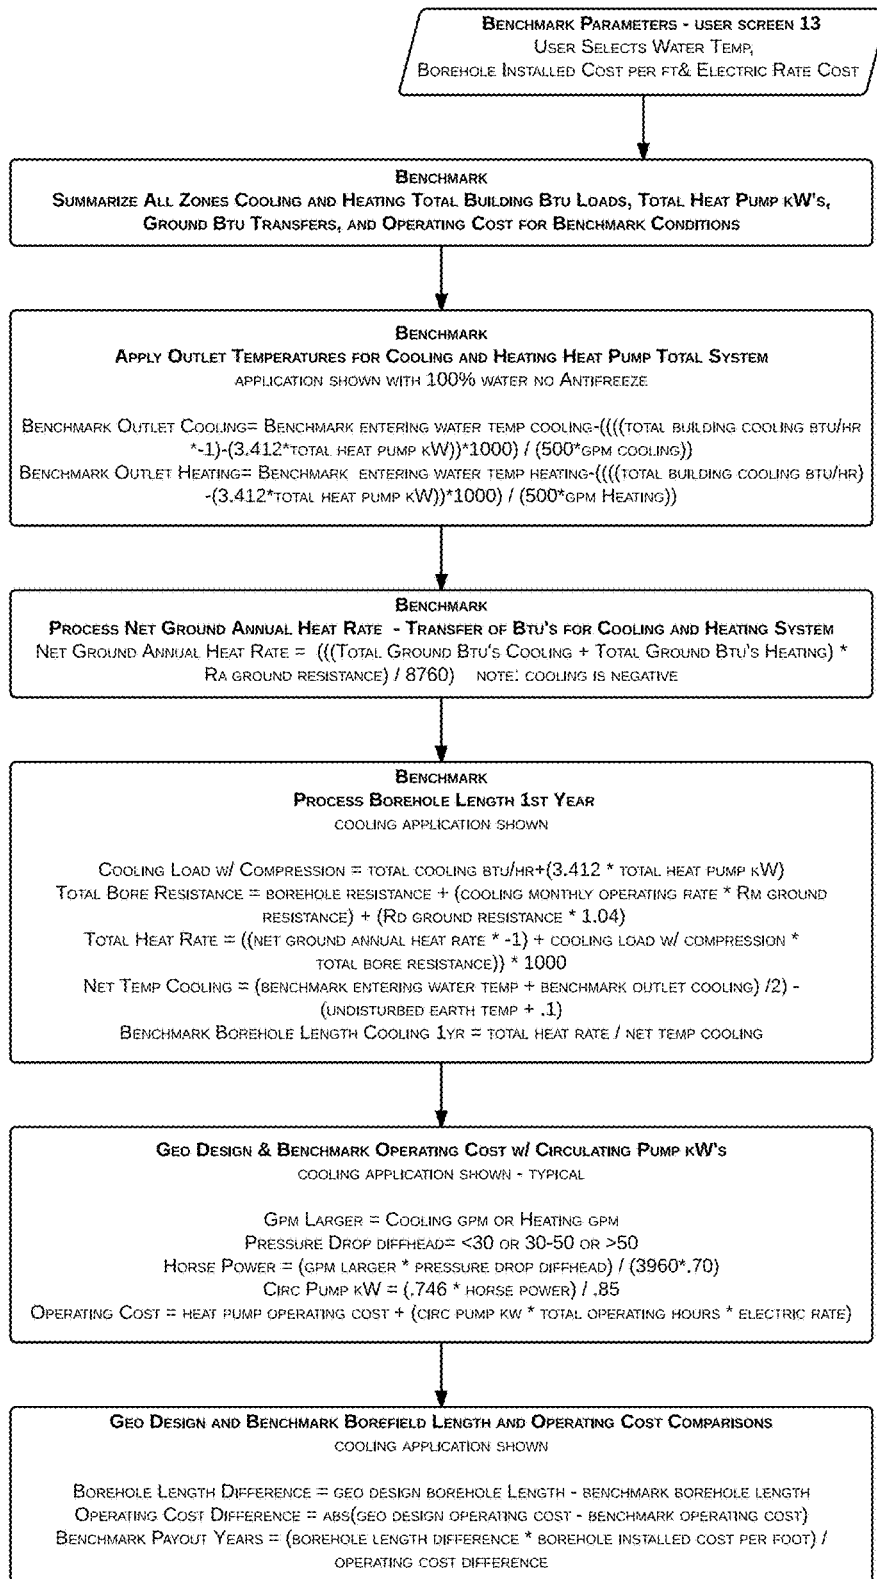 Benchmark Parameters - user screen 13
User Selects Water Temp,
Borehole Installed Cost per ft& Electric Rate Cost
Benchmark
Summarize All Zones Cooling and Heating Total Building Btu Loads, Total Heat Pump kW's,
Ground Btu Transfers, and Operating Cost for Benchmark Conditions
Benchmark
Apply Outlet Temperatures for Cooling and Heating Heat Pump Total System
application shown with 100% water no Antifreeze
Benchmark Outlet Cooling= Benchmark entering water temp cooling-((((total building cooling btu/hr
*-1)-(3.412*total heat pump kW))*1000) / (500*gpm cooling))
Benchmark Outlet Heating= Benchmark entering water temp heating-((((total building cooling btu/hr)
-(3.412*total heat pump kW))*1000) / (500*gpm Heating))
Benchmark
Process Net Ground Annual Heat Rate - Transfer of Btu's for Cooling and Heating System
Net Ground Annual Heat Rate = (((Total Ground Btu's Cooling + Total Ground Btu's Heating) *
Ra ground resistance) / 8760) note: cooling is negative
Benchmark
Process Borehole Length 1st Year
cooling application shown
Cooling Load w/ Compression = total cooling btu/hr+(3.412 * total heat pump kW)
Total Bore Resistance = borehole resistance + (cooling monthly operating rate * Rm ground
resistance) + (Rd ground resistance * 1.04)
Total Heat Rate = ((net ground annual heat rate * -1) + cooling load w/ compression *
total bore resistance)) * 1000
Net Temp Cooling = (benchmark entering water temp + benchmark outlet cooling) /2) -
(undisturbed earth temp + .1)
Benchmark Borehole Length Cooling 1yr = total heat rate / net temp cooling
Geo Design & Benchmark Operating Cost w/ Circulating Pump kW's
cooling application shown - typical
Gpm Larger = Cooling gpm or Heating gpm
Pressure Drop diffhead= <30 or 30-50 or >50
Horse Power = (gpm larger * pressure drop diffhead) / (3960*.70)
Circ Pump kW = (.746 * horse power) / .85
Operating Cost = heat pump operating cost + (circ pump kw * total operating hours * electric rate)
Geo Design and Benchmark Borefield Length and Operating Cost Comparisons
cooling application shown
Borehole Length Difference = geo design borehole Length - benchmark borehole length
Operating Cost Difference = abs(geo design operating cost - benchmark operating cost)
Benchmark Payout Years = (borehole length difference * borehole installed cost per foot) /
operating cost difference